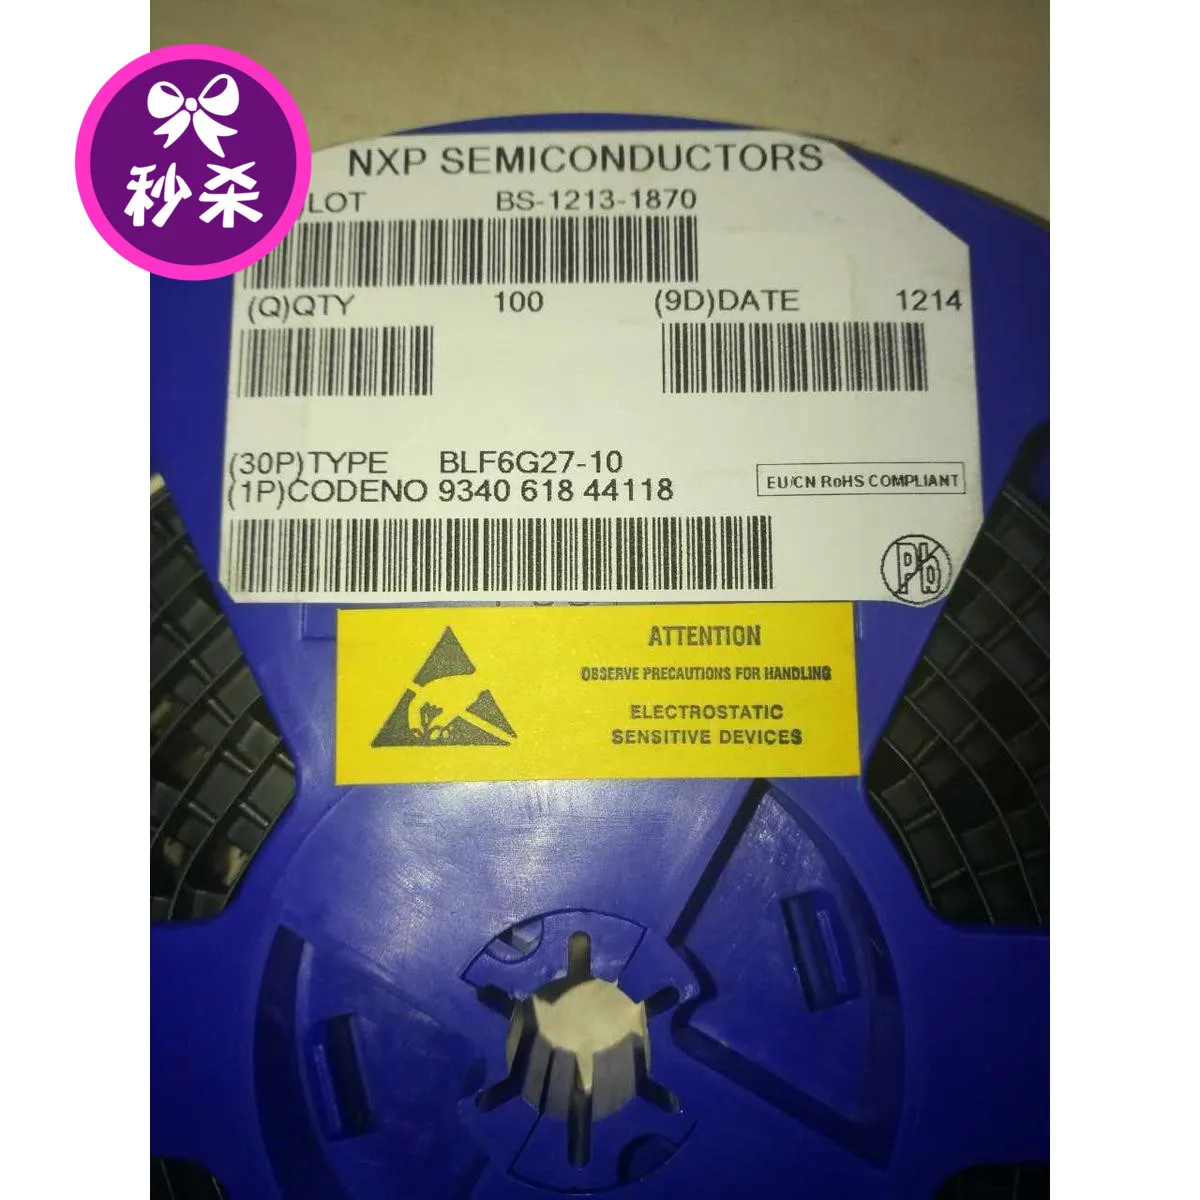 秒杀
NXP SEMICONDUCTORS
LOT BS-1213-1870
(Q)QTY 100 (9D)DATE 1214
(30P)TYPE BLF6G27-10
(1P)CODENO 9340 618 44118
EU/CN RoHS COMPLIANT
Pb
ATTENTION
OBSERVE PRECAUTIONS FOR HANDLING
ELECTROSTATIC
SENSITIVE DEVICES